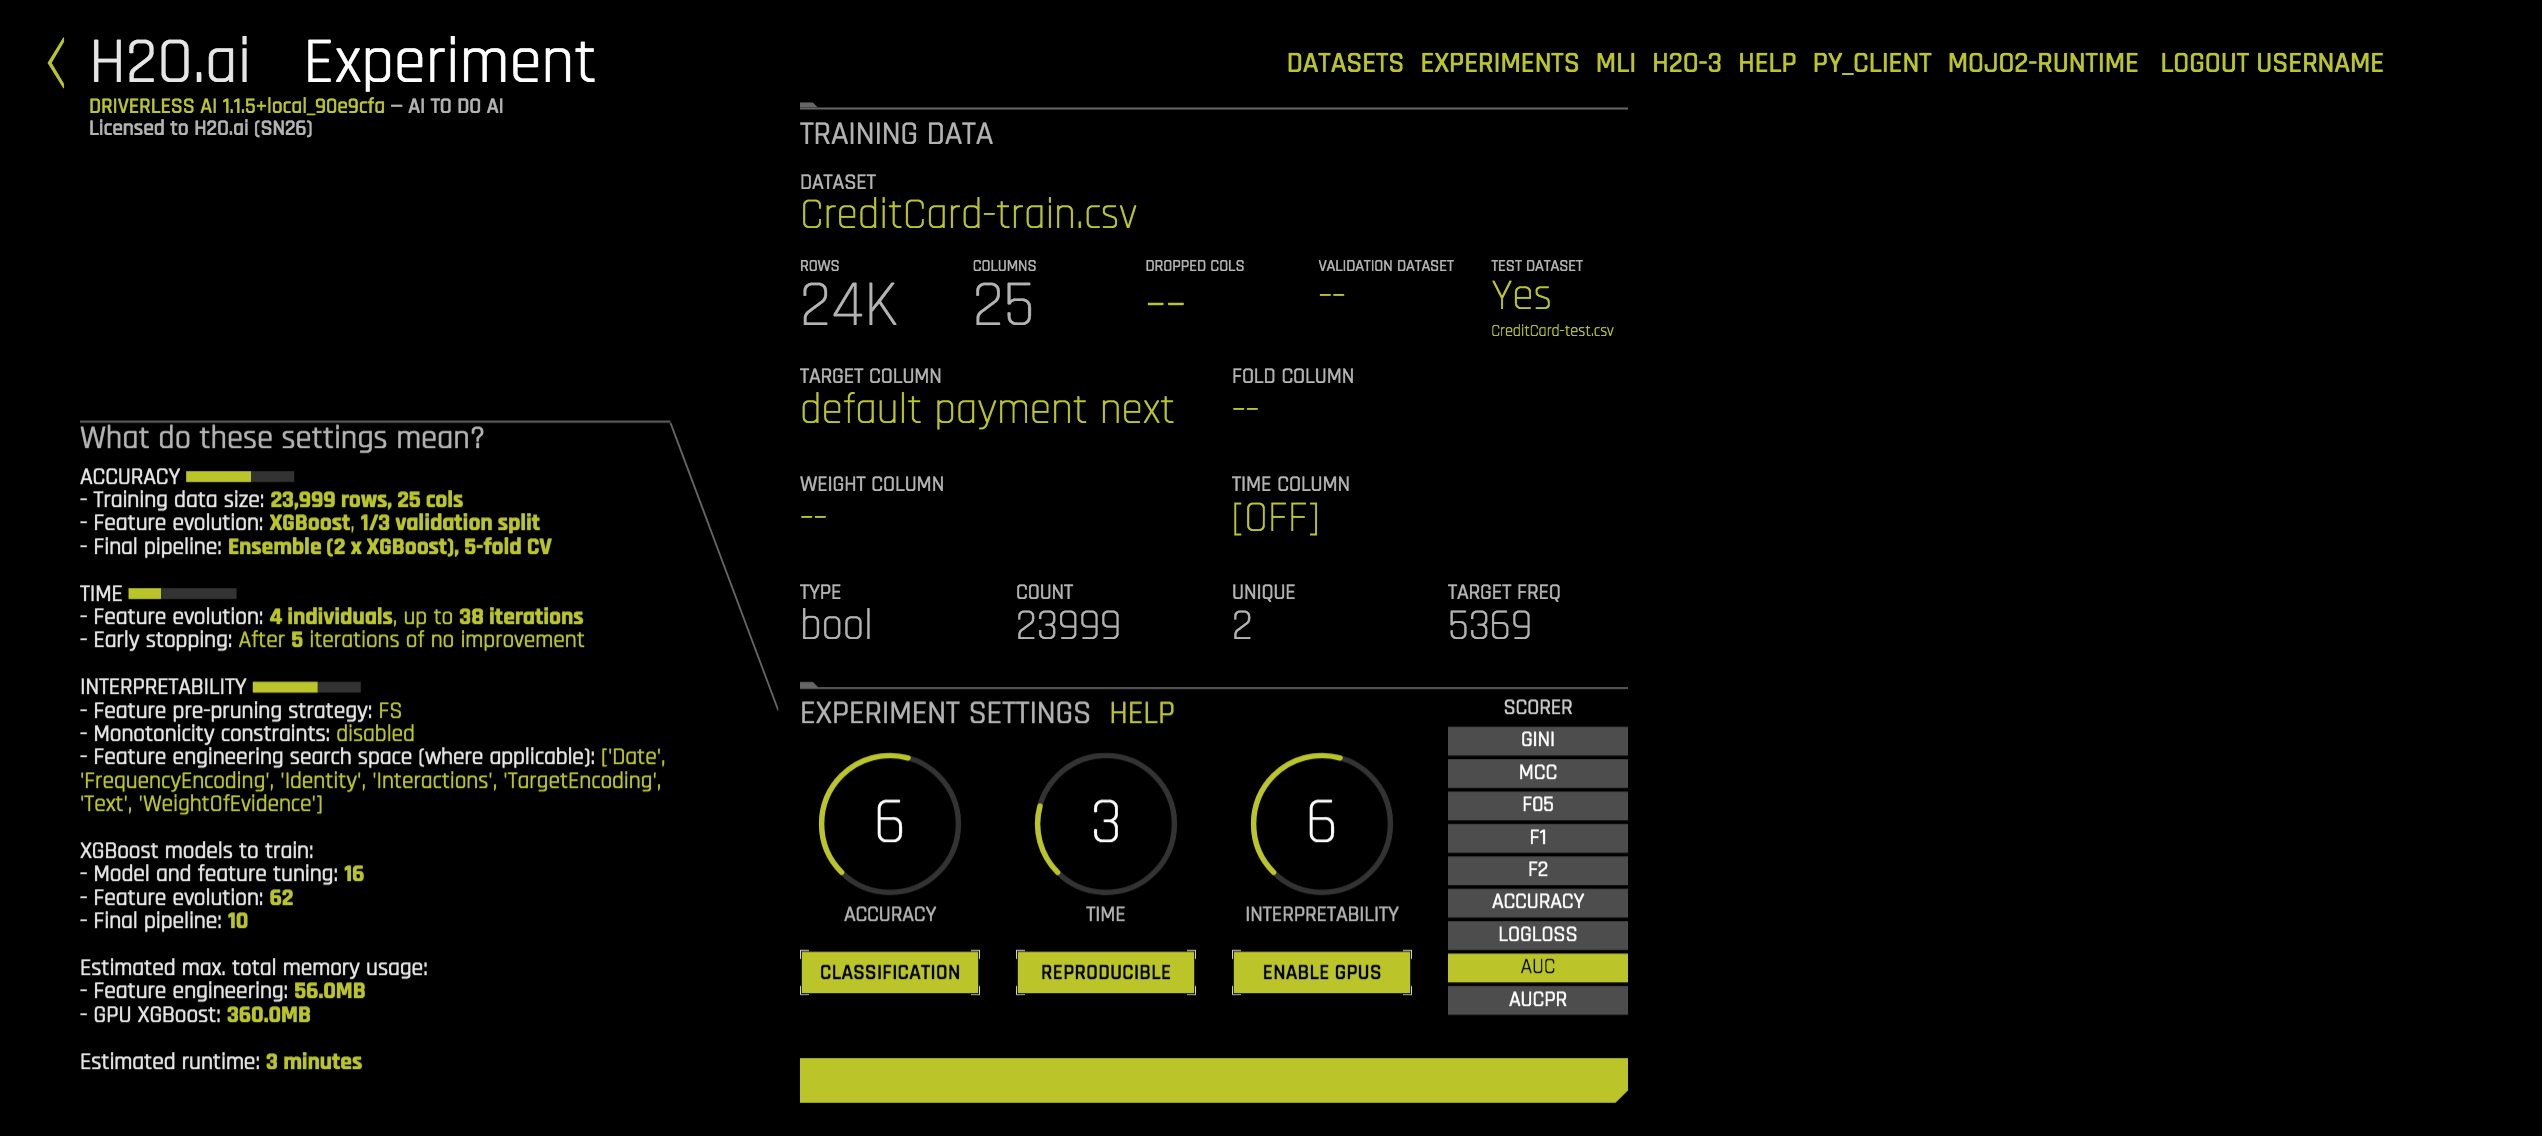 H2O.ai Experiment
DRIVERLESS AI 1.1.5+local_90e9cfa – AI TO DO AI
Licensed to H2O.ai (SN26)
DATASETS EXPERIMENTS MLI H2O-3 HELP PY_CLIENT MOJO2-RUNTIME LOGOUT USERNAME
TRAINING DATA
DATASET
CreditCard-train.csv
ROWS COLUMNS DROPPED COLS VALIDATION DATASET TEST DATASET
24K 25 -- -- Yes
CreditCard-test.csv
TARGET COLUMN FOLD COLUMN
default payment next --
WEIGHT COLUMN TIME COLUMN
-- [OFF]
TYPE COUNT UNIQUE TARGET FREQ
bool 23999 2 5369
What do these settings mean?
ACCURACY
- Training data size: 23,999 rows, 25 cols
- Feature evolution: XGBoost, 1/3 validation split
- Final pipeline: Ensemble (2 x XGBoost), 5-fold CV
TIME
- Feature evolution: 4 individuals, up to 38 iterations
- Early stopping: After 5 iterations of no improvement
INTERPRETABILITY
- Feature pre-pruning strategy: FS
- Monotonicity constraints: disabled
- Feature engineering search space (where applicable): ['Date',
'FrequencyEncoding', 'Identity', 'Interactions', 'TargetEncoding',
'Text', 'WeightOfEvidence']
XGBoost models to train:
- Model and feature tuning: 16
- Feature evolution: 62
- Final pipeline: 10
Estimated max. total memory usage:
- Feature engineering: 56.0MB
- GPU XGBoost: 360.0MB
Estimated runtime: 3 minutes
EXPERIMENT SETTINGS HELP
6 3 6
ACCURACY TIME INTERPRETABILITY
CLASSIFICATION REPRODUCIBLE ENABLE GPUS
SCORER
GINI
MCC
F05
F1
F2
ACCURACY
LOGLOSS
AUC
AUCPR